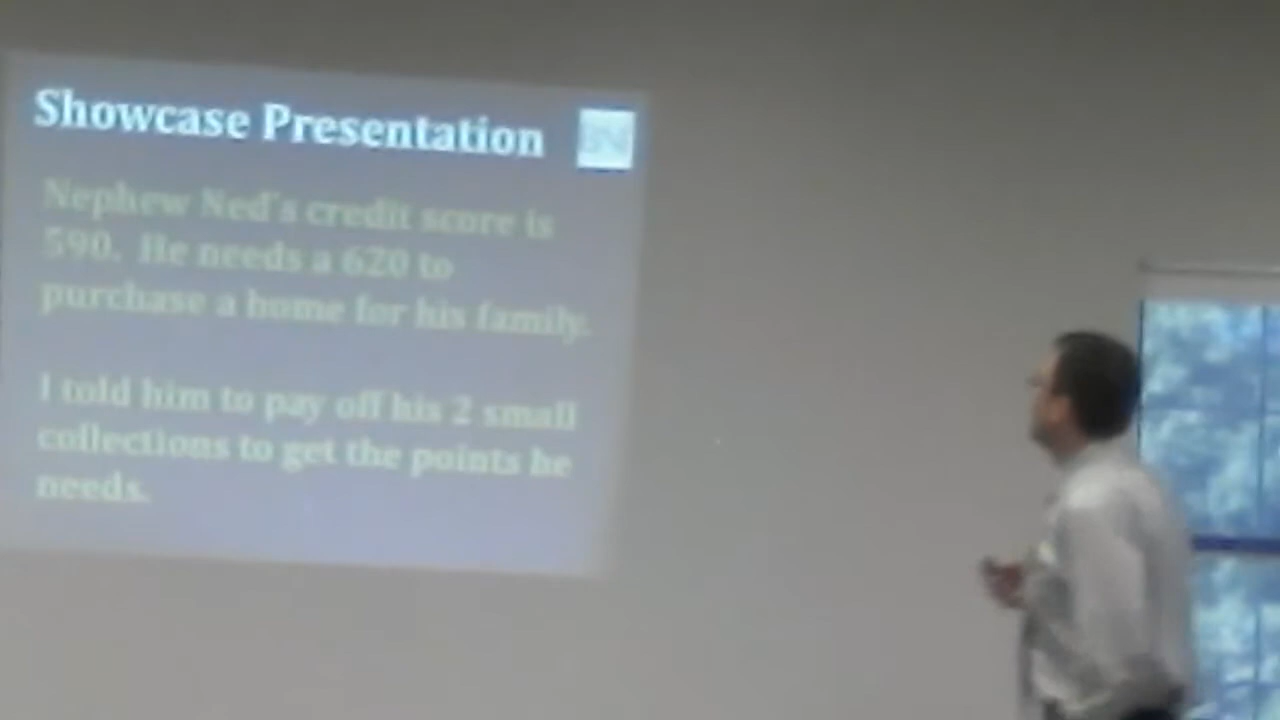 Showcase Presentation
Nephew Ned's credit score is
590. He needs a 620 to
purchase a home for his family.
I told him to pay off his 2 small
collections to get the points he
needs.